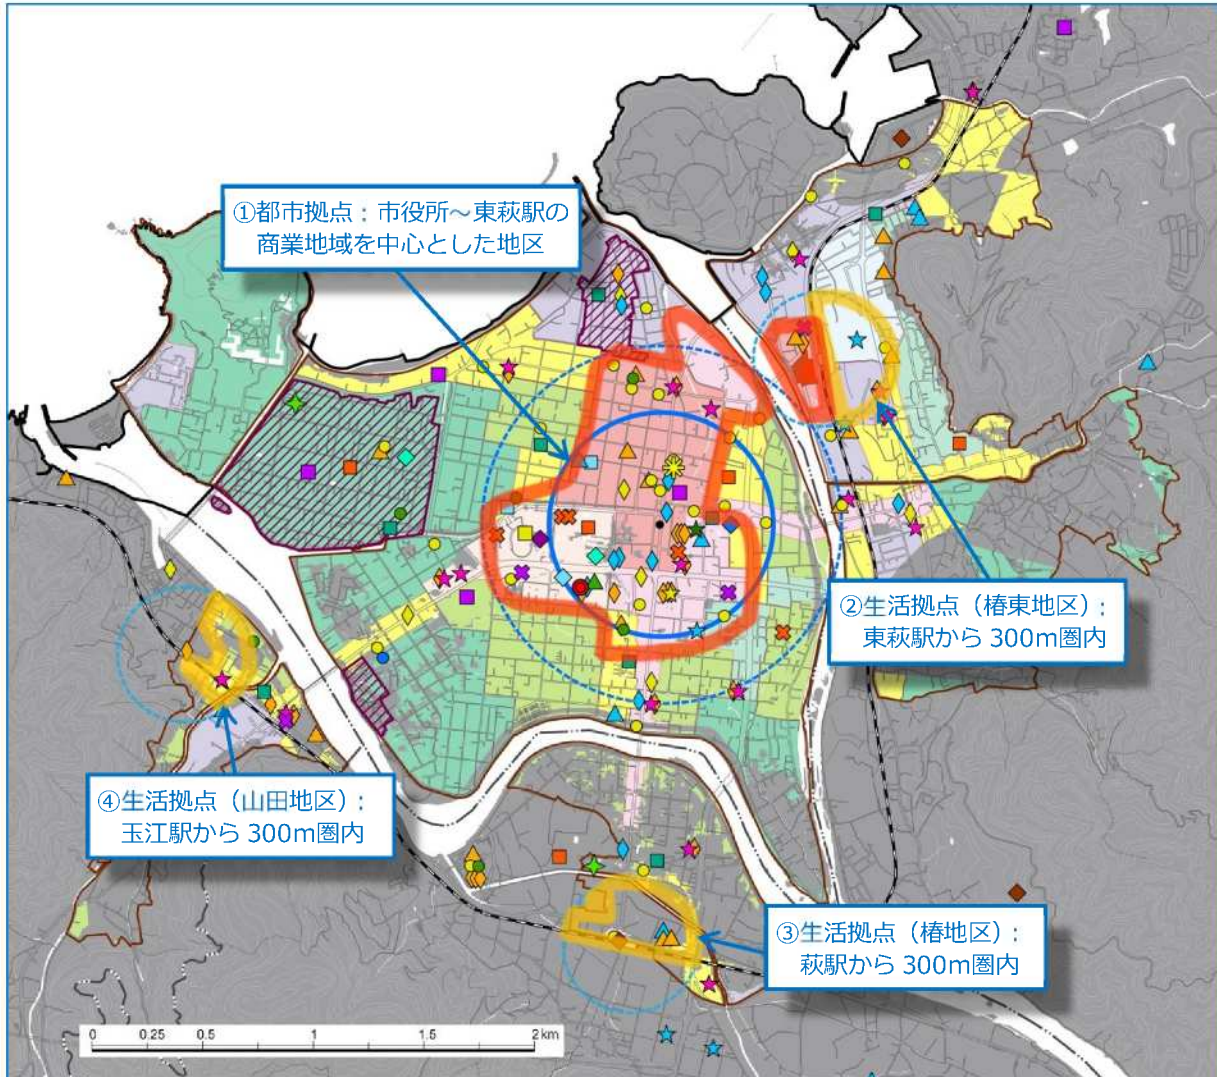 ①都市拠点：市役所～東萩駅の
商業地域を中心とした地区
②生活拠点（椿東地区）：
東萩駅から 300m圏内
④生活拠点（山田地区）：
玉江駅から 300m圏内
③生活拠点（椿地区）：
萩駅から 300m圏内
0 0.25 0.5 1 1.5 2 km